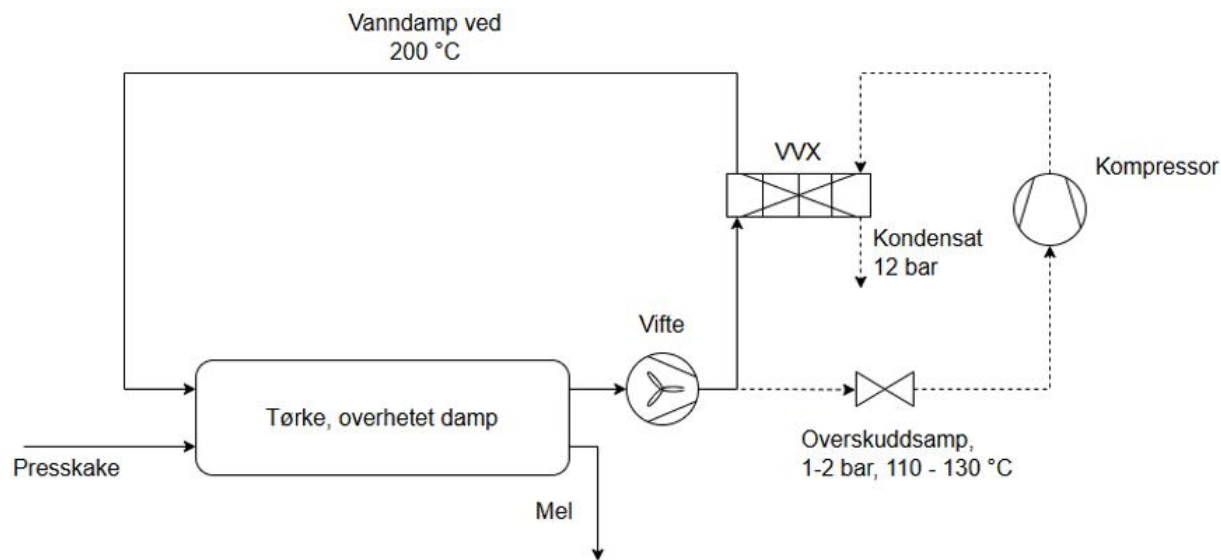 Vanndamp ved
200 °C
VVX
Kompressor
Kondensat
12 bar
Vifte
Tørke, overhetet damp
Presskake
Overskuddsamp,
1-2 bar, 110 - 130 °C
Mel